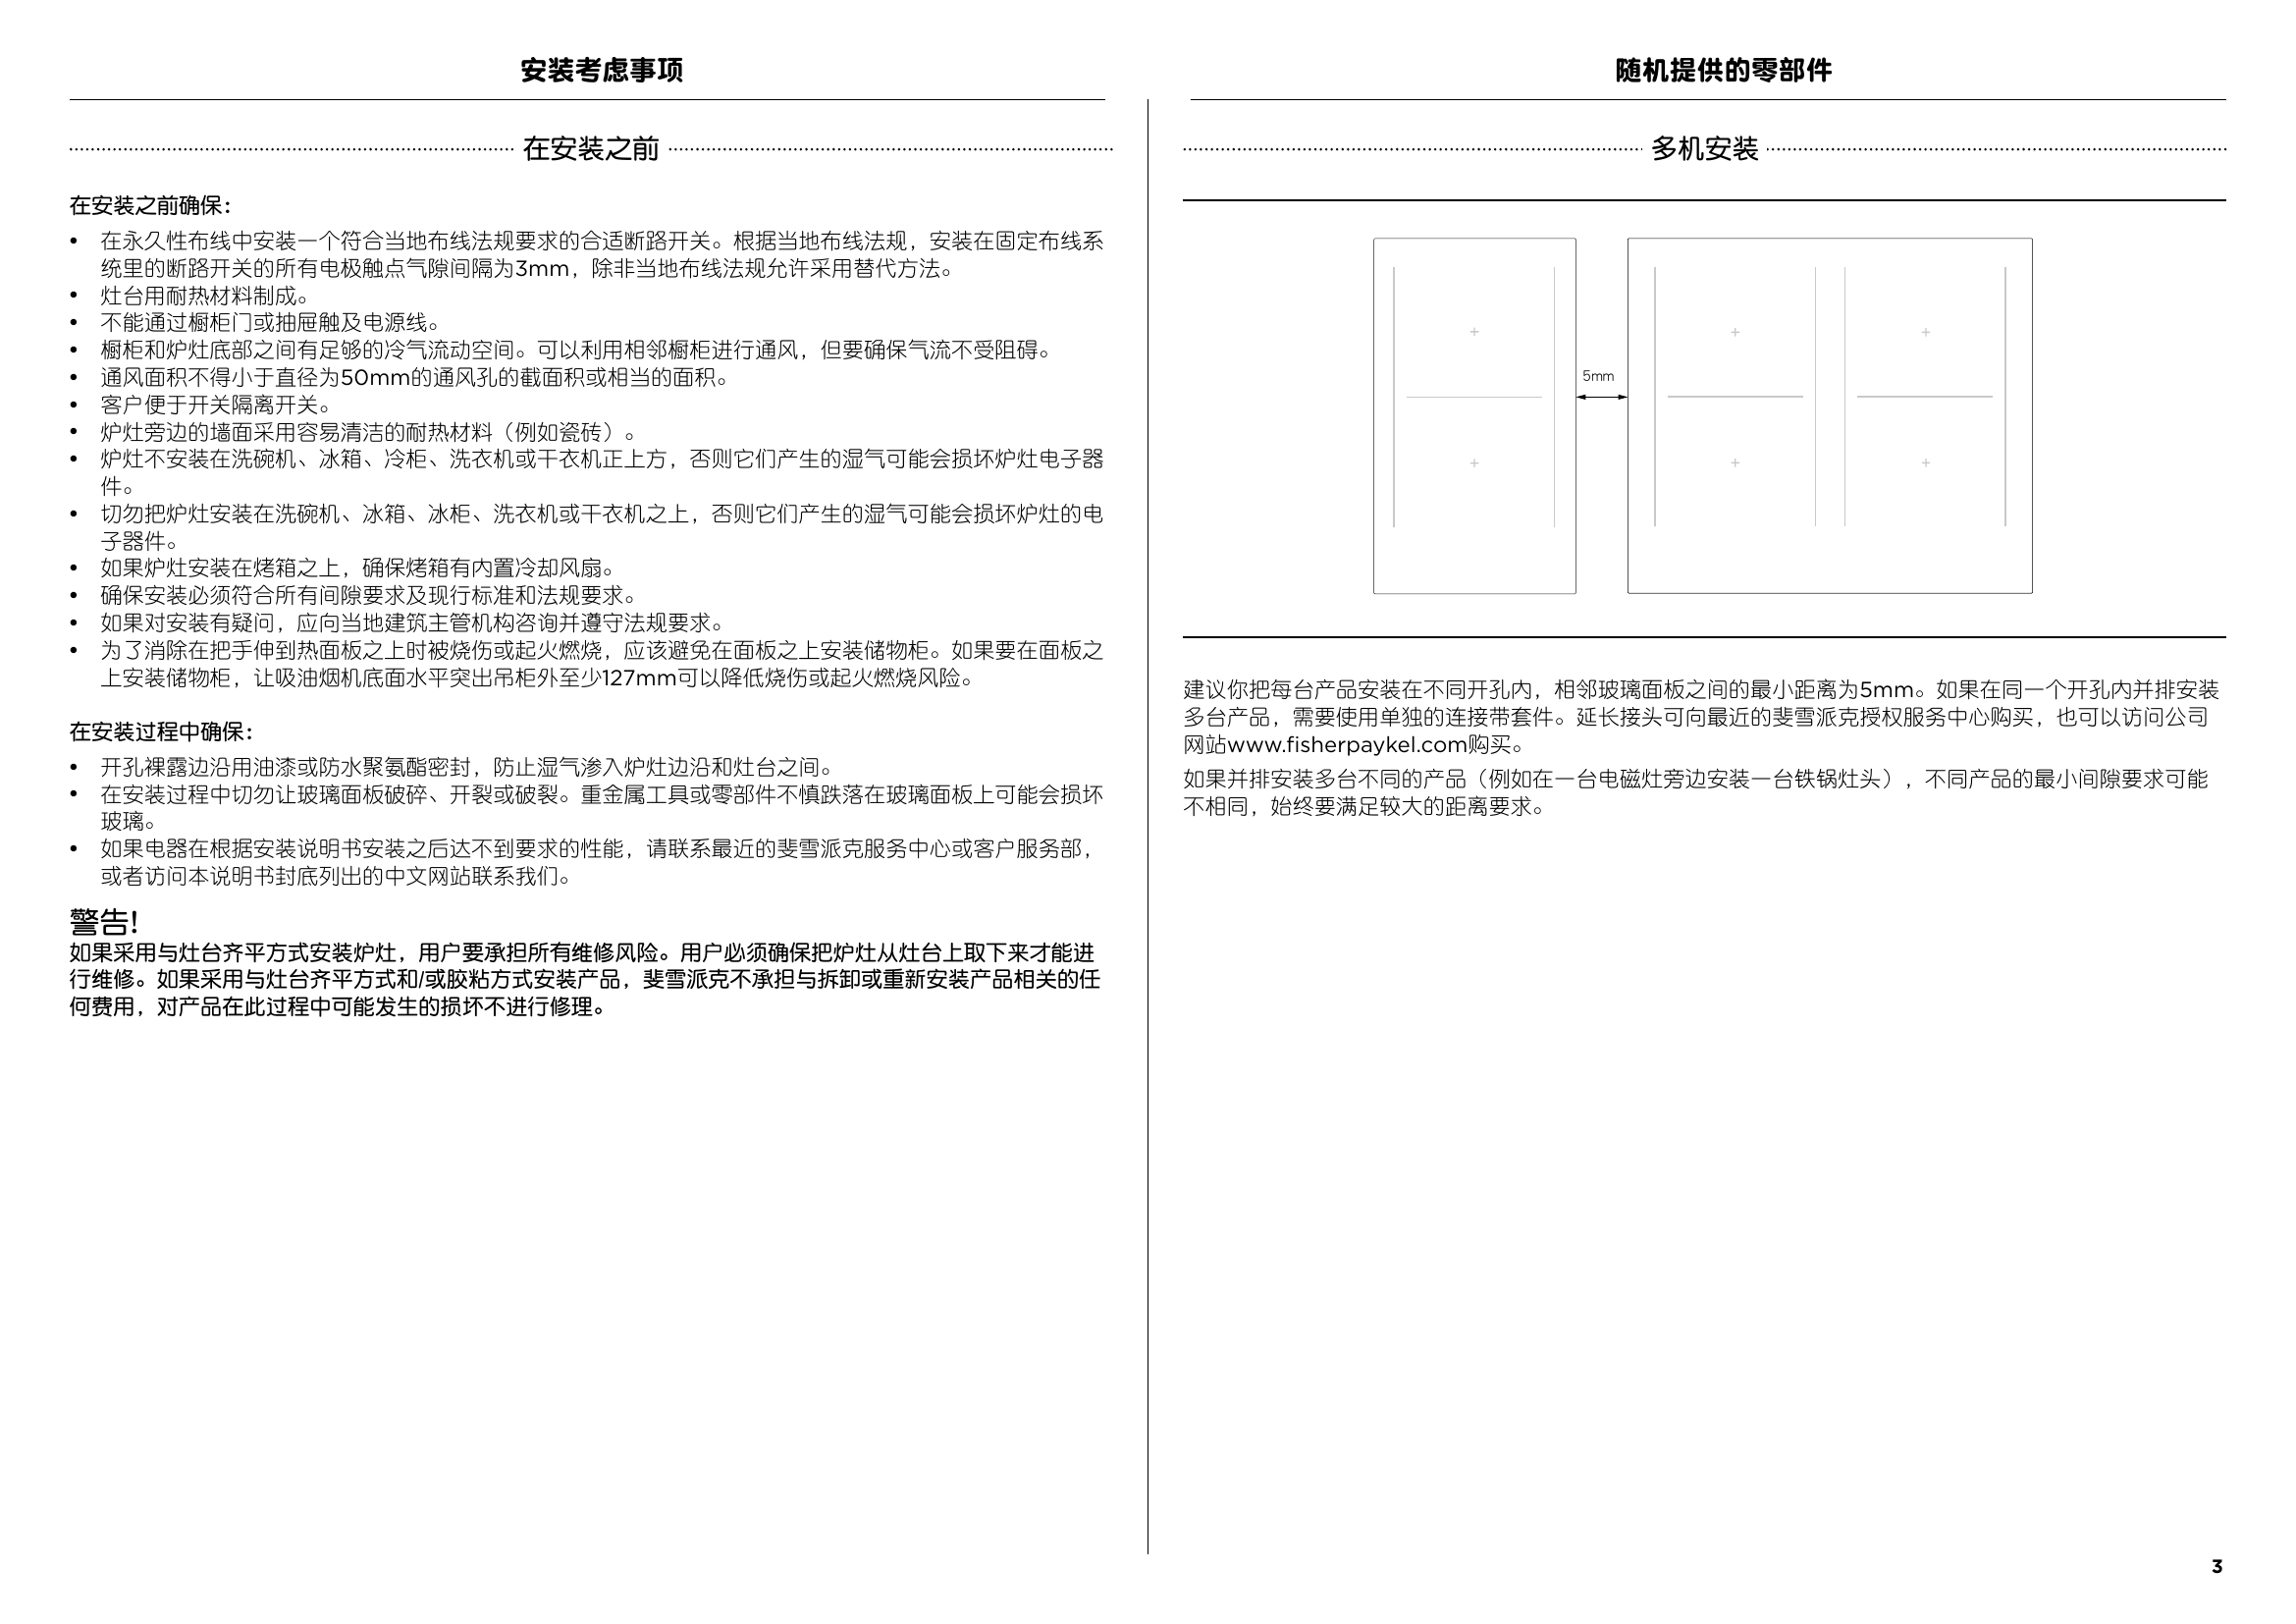 安装考虑事项
在安装之前
在安装之前确保：
• 在永久性布线中安装一个符合当地布线法规要求的合适断路开关。根据当地布线法规，安装在固定布线系
统里的断路开关的所有电极触点气隙间隔为3mm，除非当地布线法规允许采用替代方法。
• 灶台用耐热材料制成。
• 不能通过橱柜门或抽屉触及电源线。
• 橱柜和炉灶底部之间有足够的冷气流动空间。可以利用相邻橱柜进行通风，但要确保气流不受阻碍。
• 通风面积不得小于直径为50mm的通风孔的截面积或相当的面积。
• 客户便于开关隔离开关。
• 炉灶旁边的墙面采用容易清洁的耐热材料（例如瓷砖）。
• 炉灶不安装在洗碗机、冰箱、冷柜、洗衣机或干衣机正上方，否则它们产生的湿气可能会损坏炉灶电子器
件。
• 切勿把炉灶安装在洗碗机、冰箱、冰柜、洗衣机或干衣机之上，否则它们产生的湿气可能会损坏炉灶的电
子器件。
• 如果炉灶安装在烤箱之上，确保烤箱有内置冷却风扇。
• 确保安装必须符合所有间隙要求及现行标准和法规要求。
• 如果对安装有疑问，应向当地建筑主管机构咨询并遵守法规要求。
• 为了消除在把手伸到热面板之上时被烧伤或起火燃烧，应该避免在面板之上安装储物柜。如果要在面板之
上安装储物柜，让吸油烟机底面水平突出吊柜外至少127mm可以降低烧伤或起火燃烧风险。
在安装过程中确保：
• 开孔裸露边沿用油漆或防水聚氨酯密封，防止湿气渗入炉灶边沿和灶台之间。
• 在安装过程中切勿让玻璃面板破碎、开裂或破裂。重金属工具或零部件不慎跌落在玻璃面板上可能会损坏
玻璃。
• 如果电器在根据安装说明书安装之后达不到要求的性能，请联系最近的斐雪派克服务中心或客户服务部，
或者访问本说明书封底列出的中文网站联系我们。
警告!
如果采用与灶台齐平方式安装炉灶，用户要承担所有维修风险。用户必须确保把炉灶从灶台上取下来才能进
行维修。如果采用与灶台齐平方式和/或胶粘方式安装产品，斐雪派克不承担与拆卸或重新安装产品相关的任
何费用，对产品在此过程中可能发生的损坏不进行修理。
随机提供的零部件
多机安装
5mm
建议你把每台产品安装在不同开孔内，相邻玻璃面板之间的最小距离为5mm。如果在同一个开孔内并排安装
多台产品，需要使用单独的连接带套件。延长接头可向最近的斐雪派克授权服务中心购买，也可以访问公司
网站www.fisherpaykel.com购买。
如果并排安装多台不同的产品（例如在一台电磁灶旁边安装一台铁锅灶头），不同产品的最小间隙要求可能
不相同，始终要满足较大的距离要求。
3